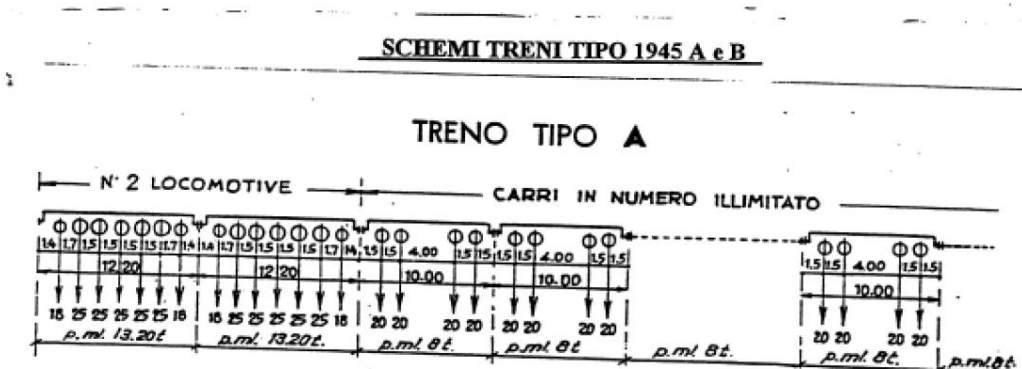 SCHEMI TRENI TIPO 1945 A e B
TRENO TIPO A
N° 2 LOCOMOTIVE CARRI IN NUMERO ILLIMITATO
1.4 1.7 1.5 1.5 1.5 1.5 1.7 1.4 1.4 1.7 1.5 1.5 1.5 1.5 1.7 1.4 1.5 1.5 4.00 1.5 1.5 1.5 1.5 4.00 1.5 1.5 1.5 1.5 4.00 1.5 1.5
12.20 12.20 10.00 10.00 10.00
18 25 25 25 25 25 18 18 25 25 25 25 25 18 20 20 20 20 20 20 20 20 20 20 20 20
p.ml. 13.20t p.ml. 13.20t. p.ml. 8t. p.ml. 8t p.ml. 8t. p.ml. 8t. p.ml. 8t.